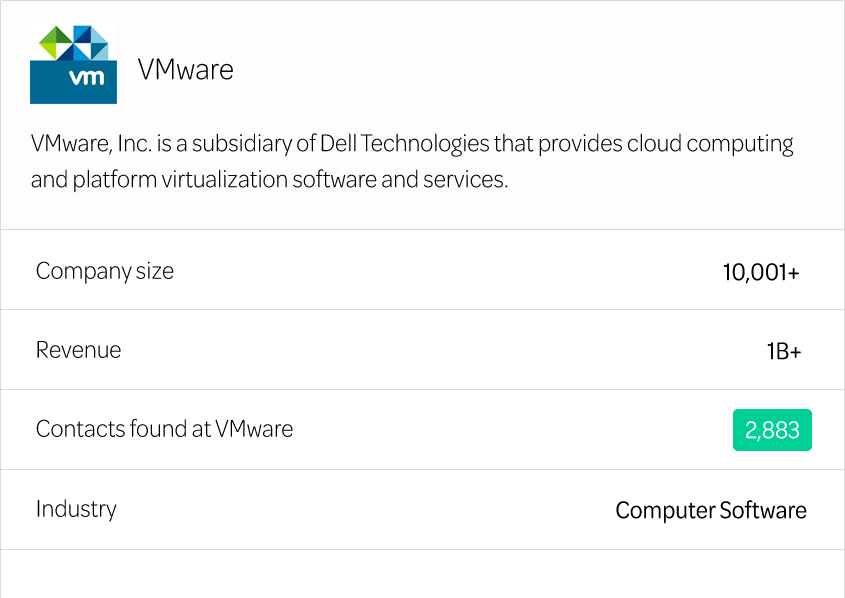 vm
VMware
VMware, Inc. is a subsidiary of Dell Technologies that provides cloud computing
and platform virtualization software and services.
Company size 10,001+
Revenue 1B+
Contacts found at VMware 2,883
Industry Computer Software